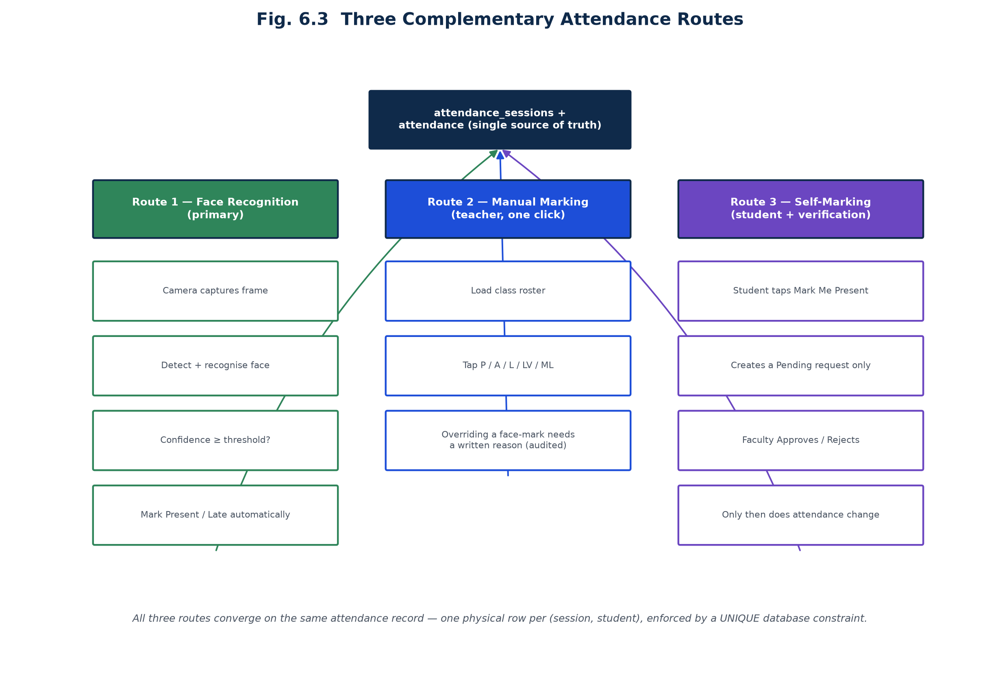 Fig. 6.3  Three Complementary Attendance Routes
attendance_sessions +
attendance (single source of truth)
Route 1 — Face Recognition
(primary)
Camera captures frame
Detect + recognise face
Confidence ≥ threshold?
Mark Present / Late automatically
Route 2 — Manual Marking
(teacher, one click)
Load class roster
Tap P / A / L / LV / ML
Overriding a face-mark needs
a written reason (audited)
Route 3 — Self-Marking
(student + verification)
Student taps Mark Me Present
Creates a Pending request only
Faculty Approves / Rejects
Only then does attendance change
All three routes converge on the same attendance record — one physical row per (session, student), enforced by a UNIQUE database constraint.